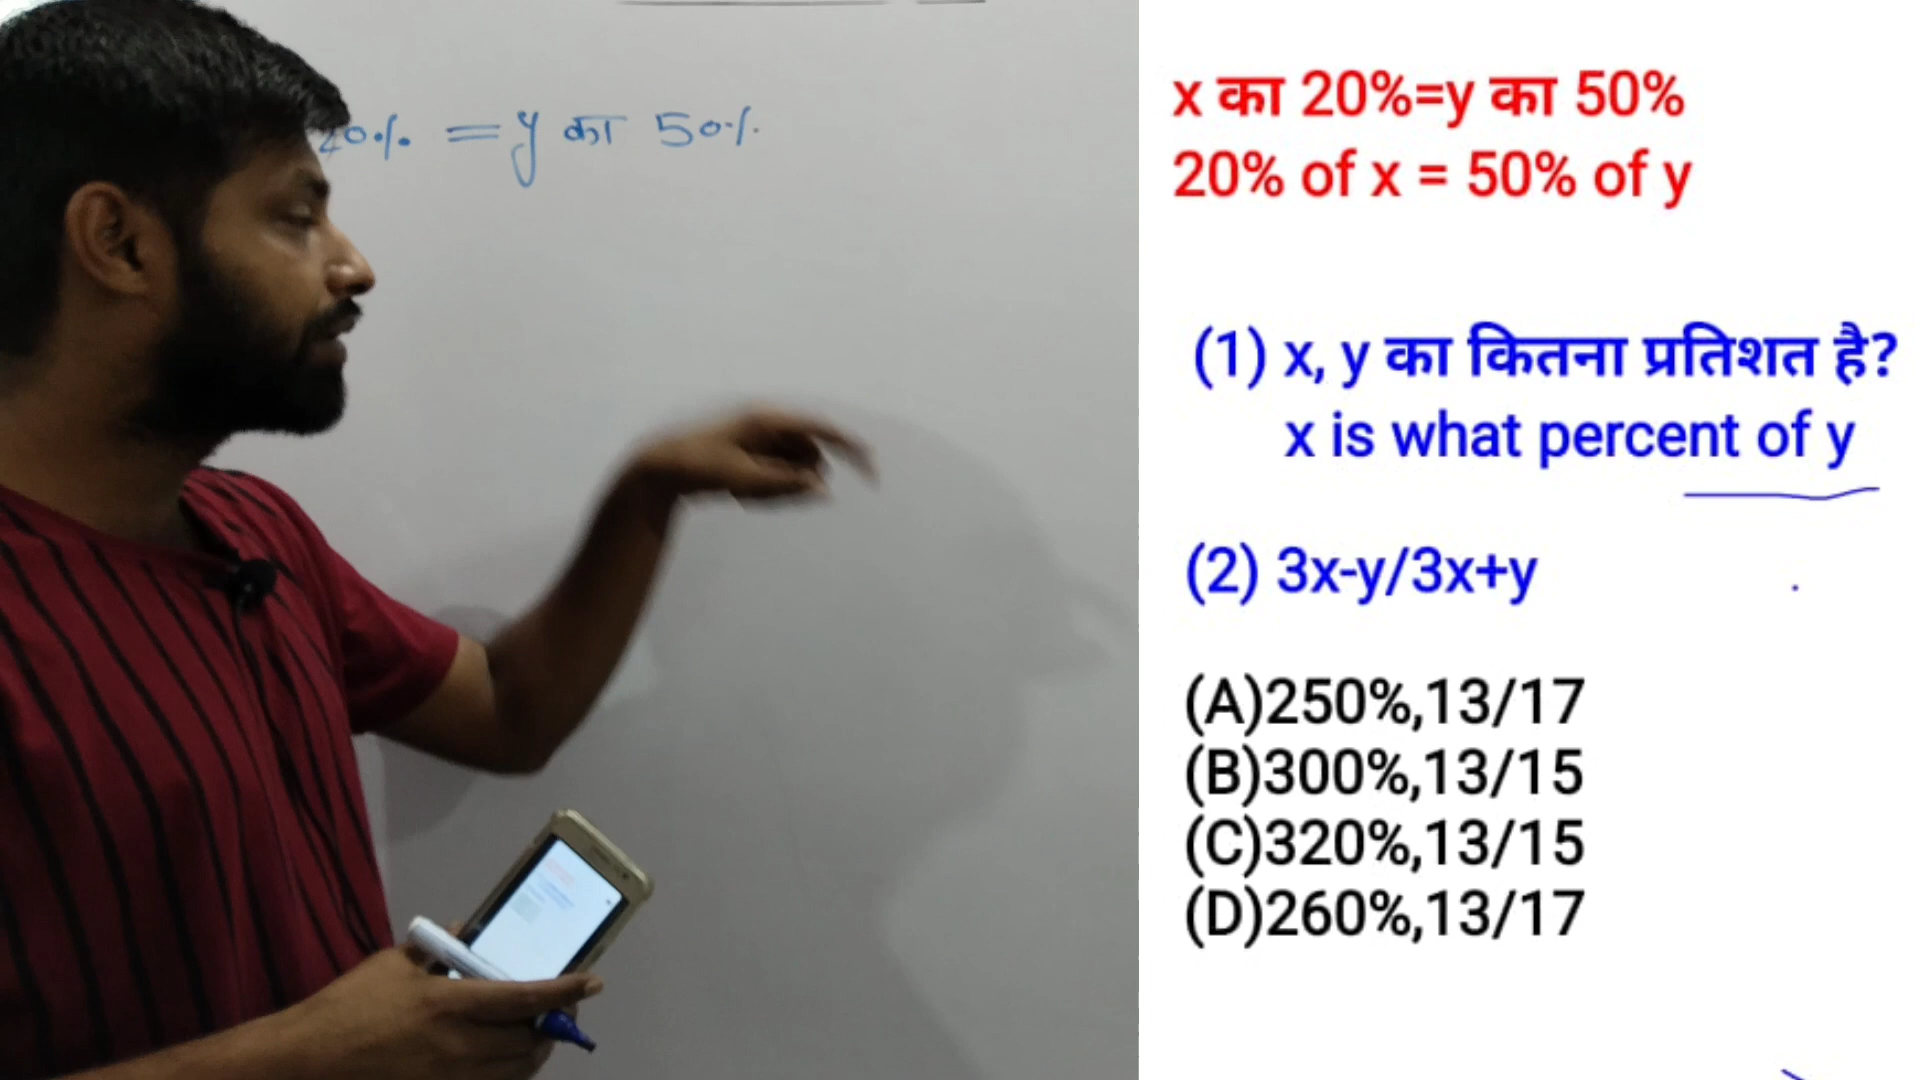 20% = y का 50%
x का 20%=y का 50%
20% of x = 50% of y
(1) x, y का कितना प्रतिशत है?
x is what percent of y
(2) 3x-y/3x+y
(A)250%,13/17
(B)300%,13/15
(C)320%,13/15
(D)260%,13/17